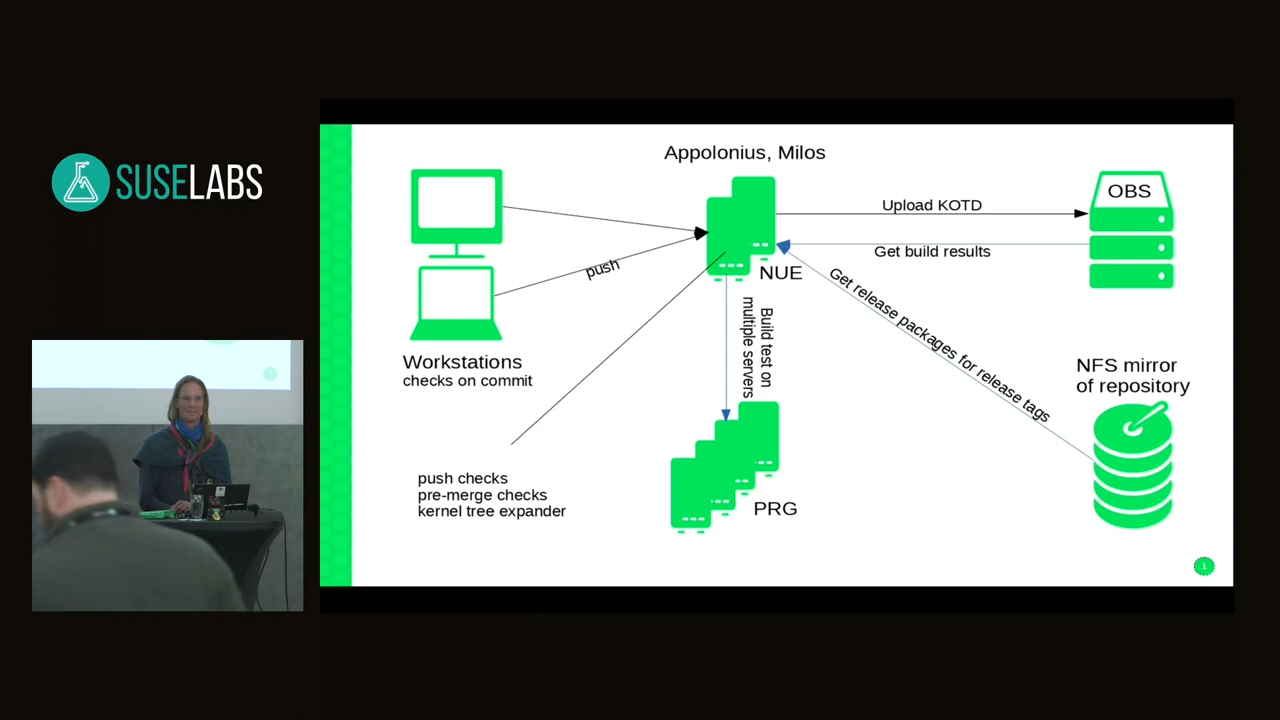 SUSELABS
Appolonius, Milos
OBS
Upload KOTD
push
Get build results
NUE
Get release packages for release tags
Build test on
multiple servers
Workstations
checks on commit
NFS mirror
of repository
push checks
pre-merge checks
kernel tree expander
PRG
1